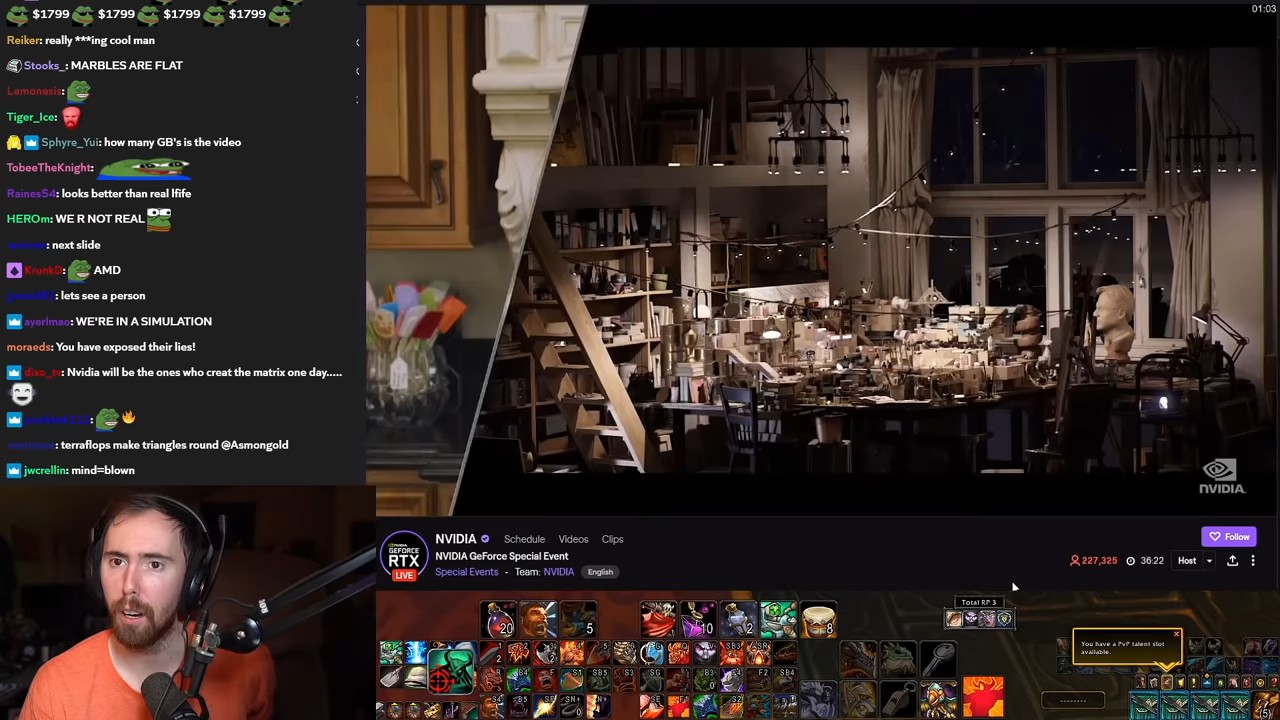 $1799 $1799 $1799 $1799
Reiker: really ***ing cool man
Stooks_: MARBLES ARE FLAT
Lemonesis:
Tiger_Ice:
Sphyre_Yui: how many GB's is the video
TobeeTheKnight:
Raines54: looks better than real lfife
HEROm: WE R NOT REAL
: next slide
KrunkD: AMD
: lets see a person
ayerlmao: WE'RE IN A SIMULATION
moraeds: You have exposed their lies!
dixo_tv: Nvidia will be the ones who creat the matrix one day.....
: terraflops make triangles round @Asmongold
jwcrellin: mind=blown
01:03
NVIDIA.
GEFORCE
RTX
LIVE
NVIDIA Schedule Videos Clips
Follow
NVIDIA GeForce Special Event
Special Events · Team: NVIDIA English
227,325 36:22 Host
Total RP 3
You have a PvP talent slot
available.
20 5 10 2 8